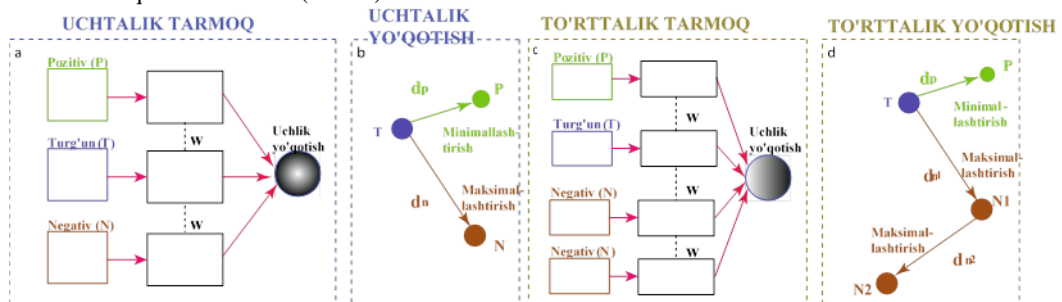 UCHTALIK TARMOQ
a
Pozitiv (P)
Turg'un (T)
Negativ (N)
W
W
Uchlik
yo'qotish
UCHTALIK
YO'QOTISH
b
dp
P
T
Minimallash-
tirish
Maksimal-
lashtirish
dn
N
TO'RTTALIK TARMOQ
c
Pozitiv (P)
Turg'un (T)
Negativ (N)
Negativ (N)
W
W
W
Uchlik
yo'qotish
TO'RTTALIK YO'QOTISH
d
dp
P
T
Minimal-
lashtirish
Maksimal-
lashtirish
dn1
N1
Maksimal-
lashtirish
dn2
N2